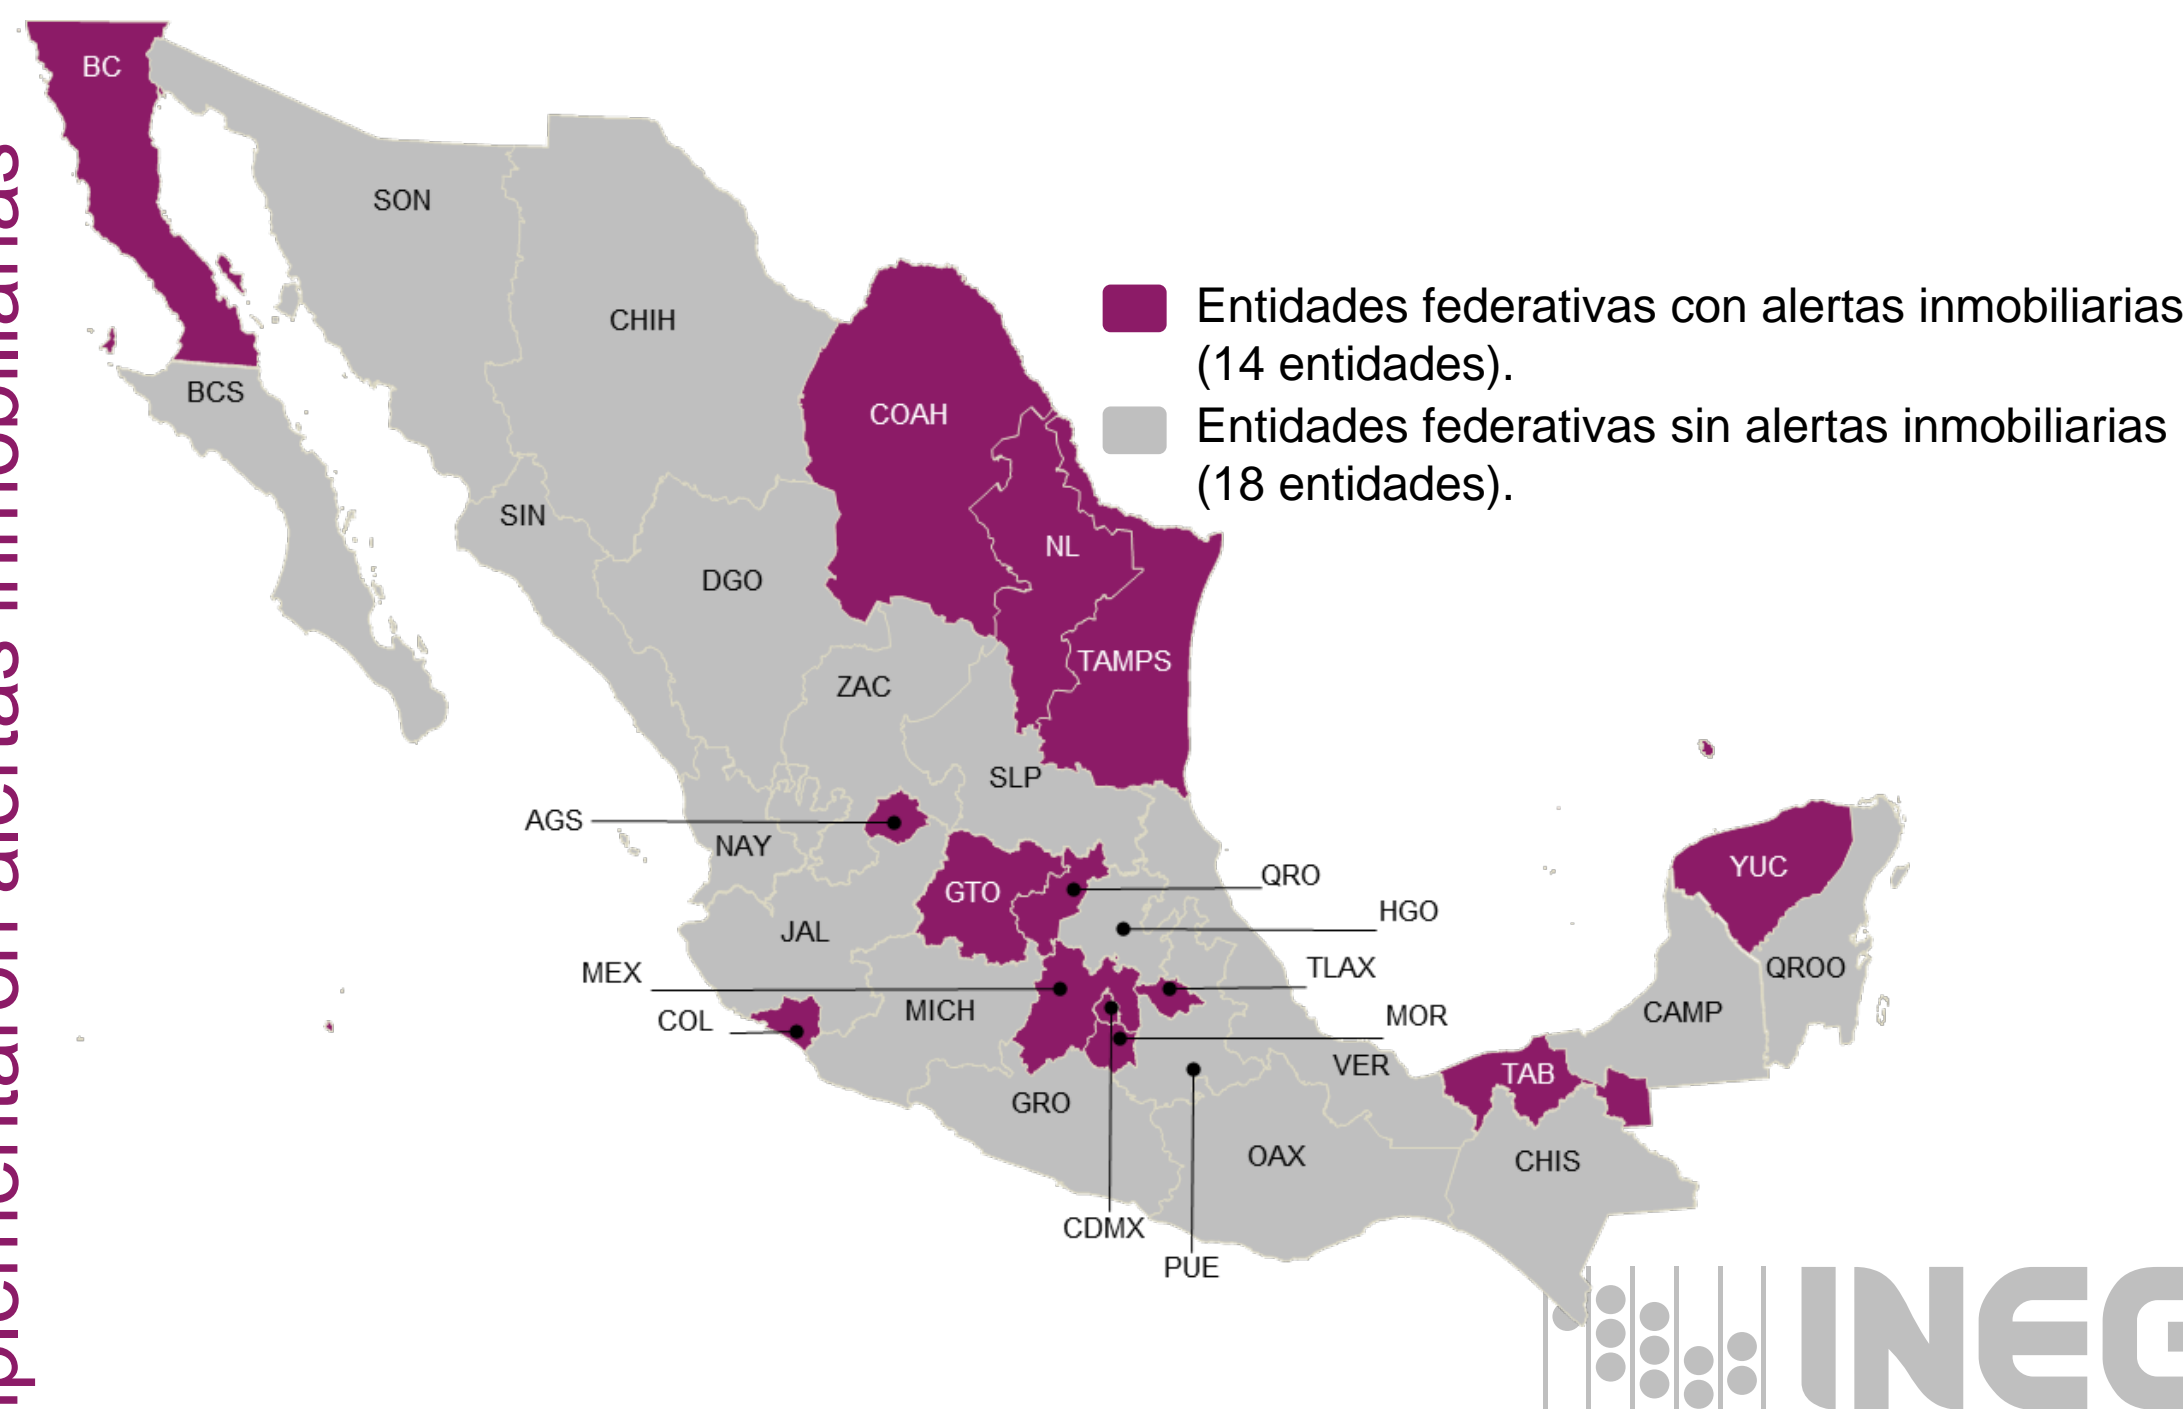 BC
SON
CHIH
BCS
COAH
SIN
NL
DGO
TAMPS
ZAC
SLP
AGS
NAY
GTO
QRO
HGO
JAL
MEX
TLAX
COL
MICH
MOR
VER
GRO
OAX
CDMX
PUE
YUC
QROO
CAMP
TAB
CHIS
Entidades federativas con alertas inmobiliarias
(14 entidades).
Entidades federativas sin alertas inmobiliarias
(18 entidades).
alertas inmobiliarias